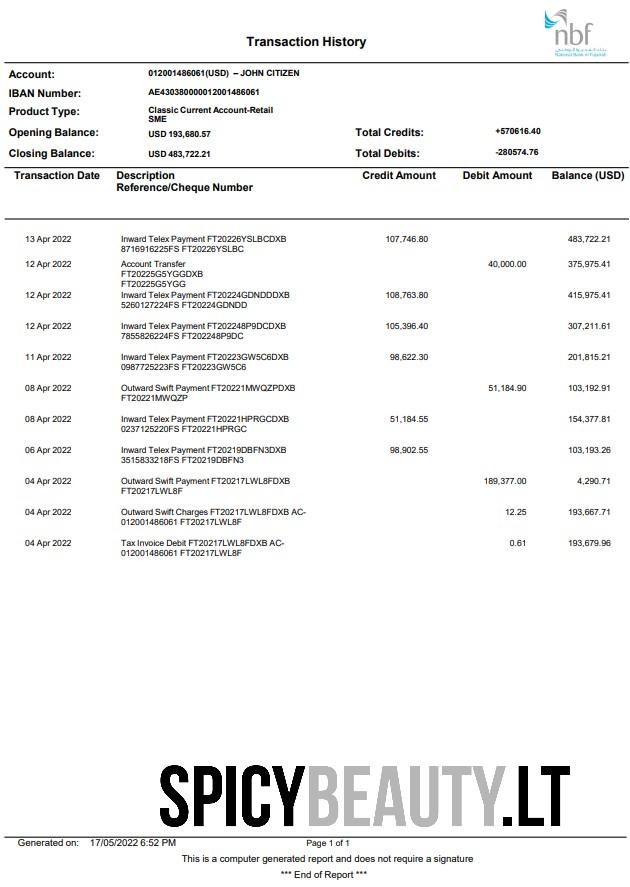 nbf
National Bank of Fujairah
Transaction History
Account: 012001486061(USD) – JOHN CITIZEN
IBAN Number: AE430380000012001486061
Product Type: Classic Current Account-Retail
SME
Opening Balance: USD 193,680.57 Total Credits: +570616.40
Closing Balance: USD 483,722.21 Total Debits: -280574.76
Transaction Date Description Credit Amount Debit Amount Balance (USD)
Reference/Cheque Number
13 Apr 2022 Inward Telex Payment FT20226YSLBCDXB 107,746.80 483,722.21
8716916225FS FT20226YSLBC
12 Apr 2022 Account Transfer 40,000.00 375,975.41
FT20225G5YGGDXB
FT20225G5YGG
12 Apr 2022 Inward Telex Payment FT20224GDNDDDXB 108,763.80 415,975.41
5260127224FS FT20224GDNDD
12 Apr 2022 Inward Telex Payment FT202248P9DCDXB 105,396.40 307,211.61
7855826224FS FT202248P9DC
11 Apr 2022 Inward Telex Payment FT20223GW5C6DXB 98,622.30 201,815.21
0987725223FS FT20223GW5C6
08 Apr 2022 Outward Swift Payment FT20221MWQZPDXB 51,184.90 103,192.91
FT20221MWQZP
08 Apr 2022 Inward Telex Payment FT20221HPRGCDXB 51,184.55 154,377.81
0237125220FS FT20221HPRGC
06 Apr 2022 Inward Telex Payment FT20219DBFN3DXB 98,902.55 103,193.26
3515833218FS FT20219DBFN3
04 Apr 2022 Outward Swift Payment FT20217LWL8FDXB 189,377.00 4,290.71
FT20217LWL8F
04 Apr 2022 Outward Swift Charges FT20217LWL8FDXB AC- 12.25 193,667.71
012001486061 FT20217LWL8F
04 Apr 2022 Tax Invoice Debit FT20217LWL8FDXB AC- 0.61 193,679.96
012001486061 FT20217LWL8F
SPICYBEAUTY.LT
Generated on: 17/05/2022 6:52 PM Page 1 of 1
This is a computer generated report and does not require a signature
*** End of Report ***